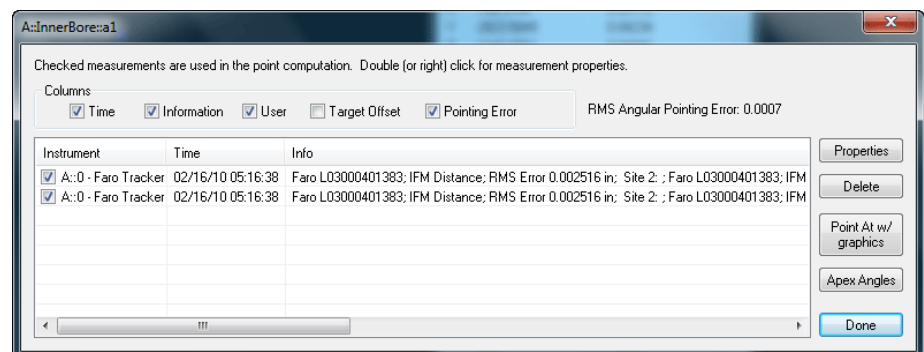 A::InnerBore::a1
Checked measurements are used in the point computation. Double (or right) click for measurement properties.
Columns
Time Information User Target Offset Pointing Error RMS Angular Pointing Error: 0.0007
Instrument Time Info
A::0 - Faro Tracker 02/16/10 05:16:38 Faro L03000401383; IFM Distance; RMS Error 0.002516 in; Site 2: ; Faro L03000401383; IFM
A::0 - Faro Tracker 02/16/10 05:16:38 Faro L03000401383; IFM Distance; RMS Error 0.002516 in; Site 2: ; Faro L03000401383; IFM
Properties
Delete
Point At w/
graphics
Apex Angles
Done